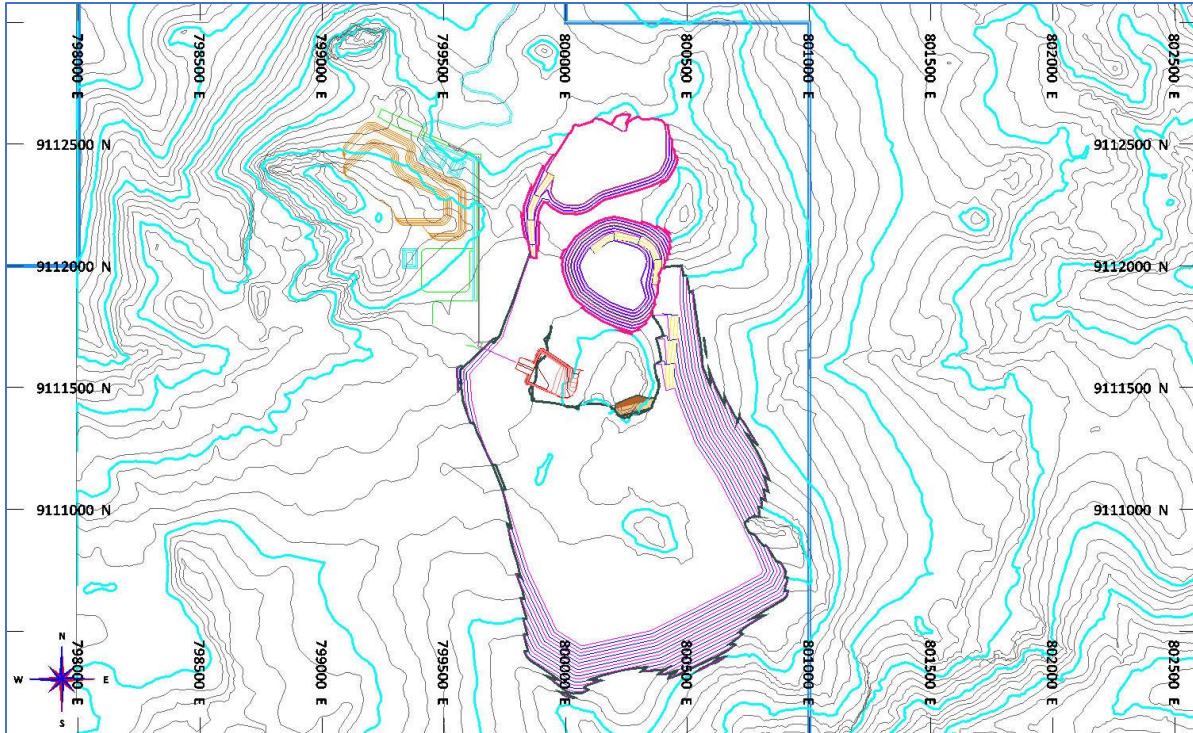 798000 E
798500 E
799000 E
799500 E
800000 E
800500 E
801000 E
801500 E
802000 E
802500 E
9112500 N
9112500 N
9112000 N
9112000 N
9111500 N
9111500 N
9111000 N
9111000 N
N
W
E
S
798000 E
798500 E
799000 E
799500 E
800000 E
800500 E
801000 E
801500 E
802000 E
802500 E